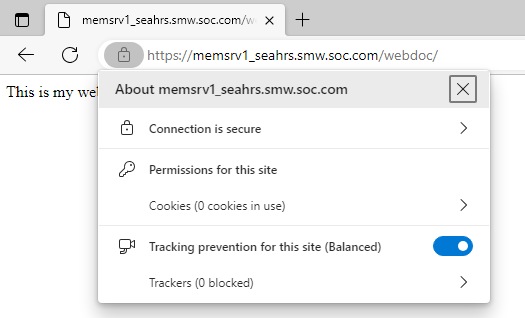 memsrv1_seahrs.smw.soc.com/w
https://memsrv1_seahrs.smw.soc.com/webdoc/
This is my
About memsrv1_seahrs.smw.soc.com
Connection is secure
Permissions for this site
Cookies (0 cookies in use)
Tracking prevention for this site (Balanced)
Trackers (0 blocked)